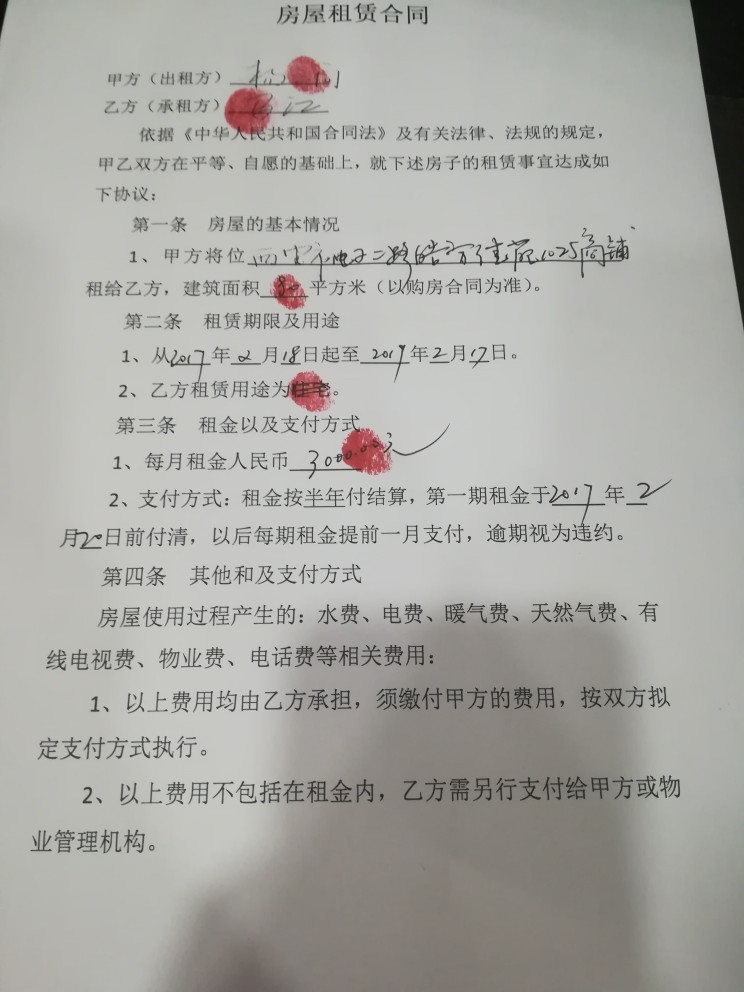 房屋租赁合同
甲方（出租方）
乙方（承租方）
依据《中华人民共和国合同法》及有关法律、法规的规定，
甲乙双方在平等、自愿的基础上，就下述房子的租赁事宜达成如
下协议：
第一条 房屋的基本情况
1、甲方将位西安市电子二路 1025商铺
租给乙方，建筑面积 平方米（以购房合同为准）。
第二条 租赁期限及用途
1、从2017年2月18日起至2019年2月17日。
2、乙方租赁用途为住宅。
第三条 租金以及支付方式
1、每月租金人民币3000.00元
2、支付方式：租金按半年付结算，第一期租金于2017年2
月20日前付清，以后每期租金提前一月支付，逾期视为违约。
第四条 其他和及支付方式
房屋使用过程产生的：水费、电费、暖气费、天然气费、有
线电视费、物业费、电话费等相关费用：
1、以上费用均由乙方承担，须缴付甲方的费用，按双方拟
定支付方式执行。
2、以上费用不包括在租金内，乙方需另行支付给甲方或物
业管理机构。